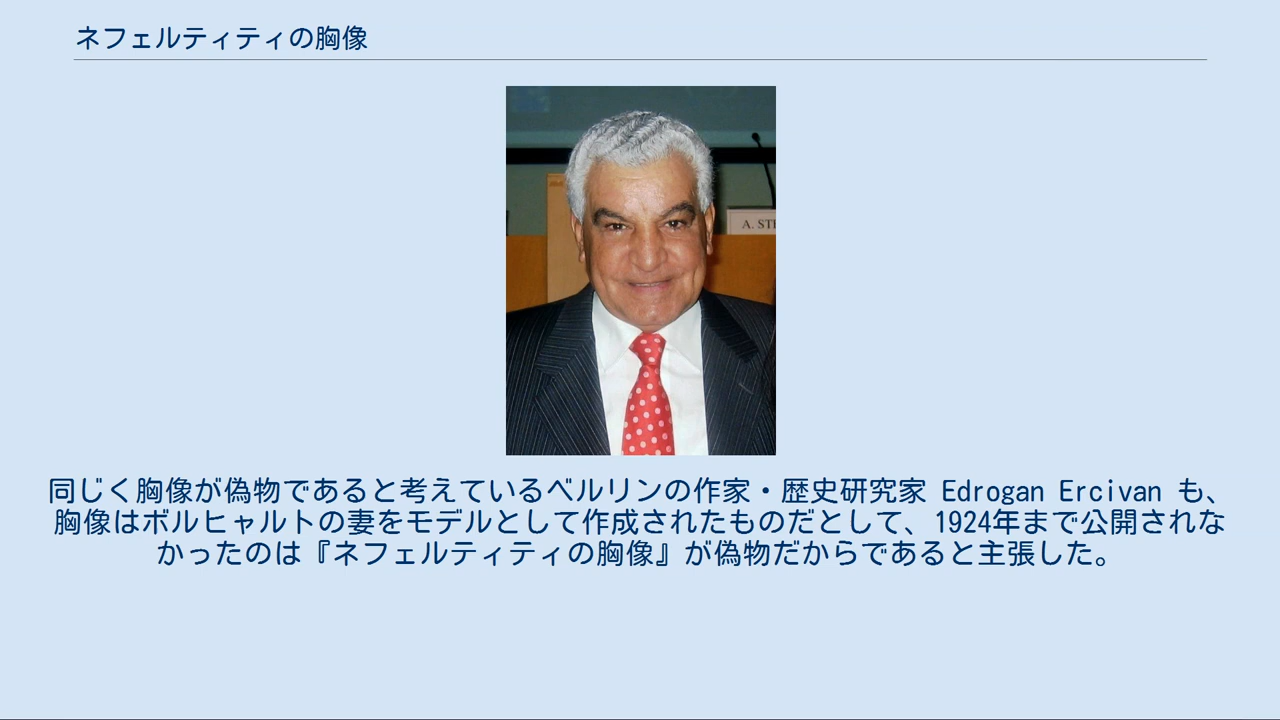 ネフェルティティの胸像
A. STE
同じく胸像が偽物であると考えているベルリンの作家・歴史研究家 Edrogan Ercivan も、
胸像はボルヒャルトの妻をモデルとして作成されたものだとして、1924年まで公開されな
かったのは『ネフェルティティの胸像』が偽物だからであると主張した。